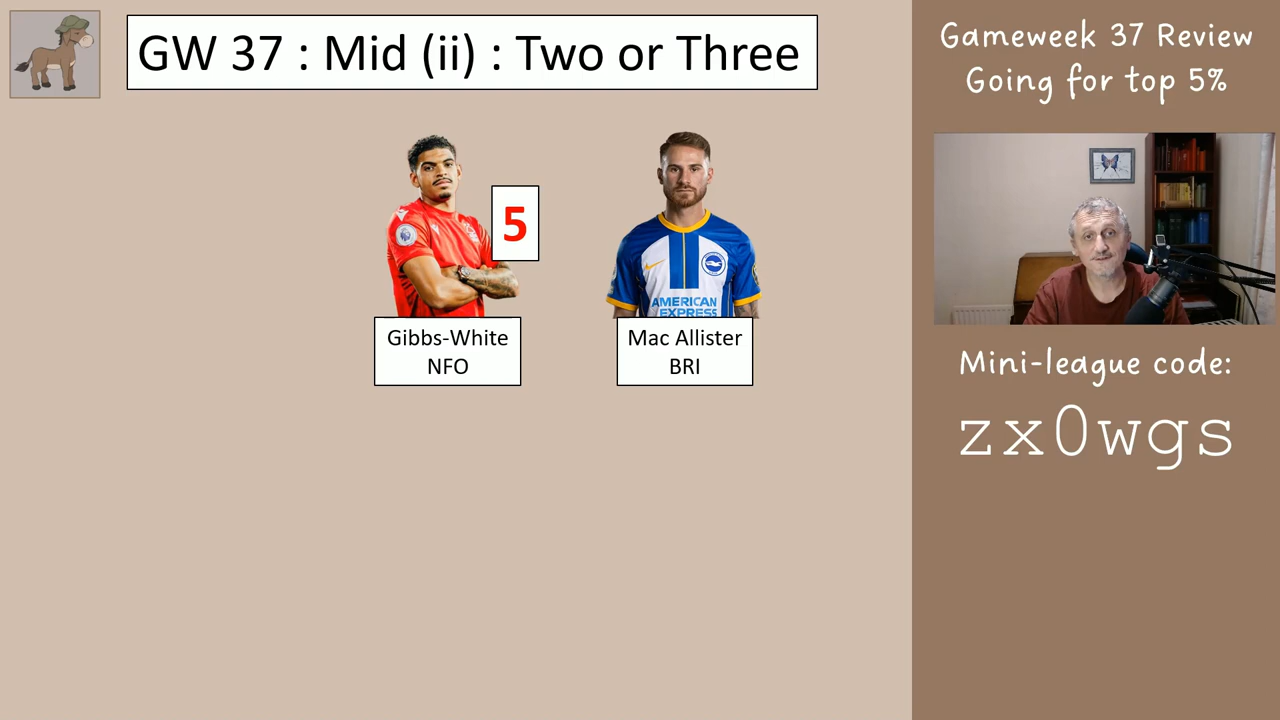 GW 37 : Mid (ii) : Two or Three
5
Gibbs-White
NFO
AMERICAN
EXPRESS
Mac Allister
BRI
Gameweek 37 Review
Going for top 5%
Mini-league code:
zx0wgs